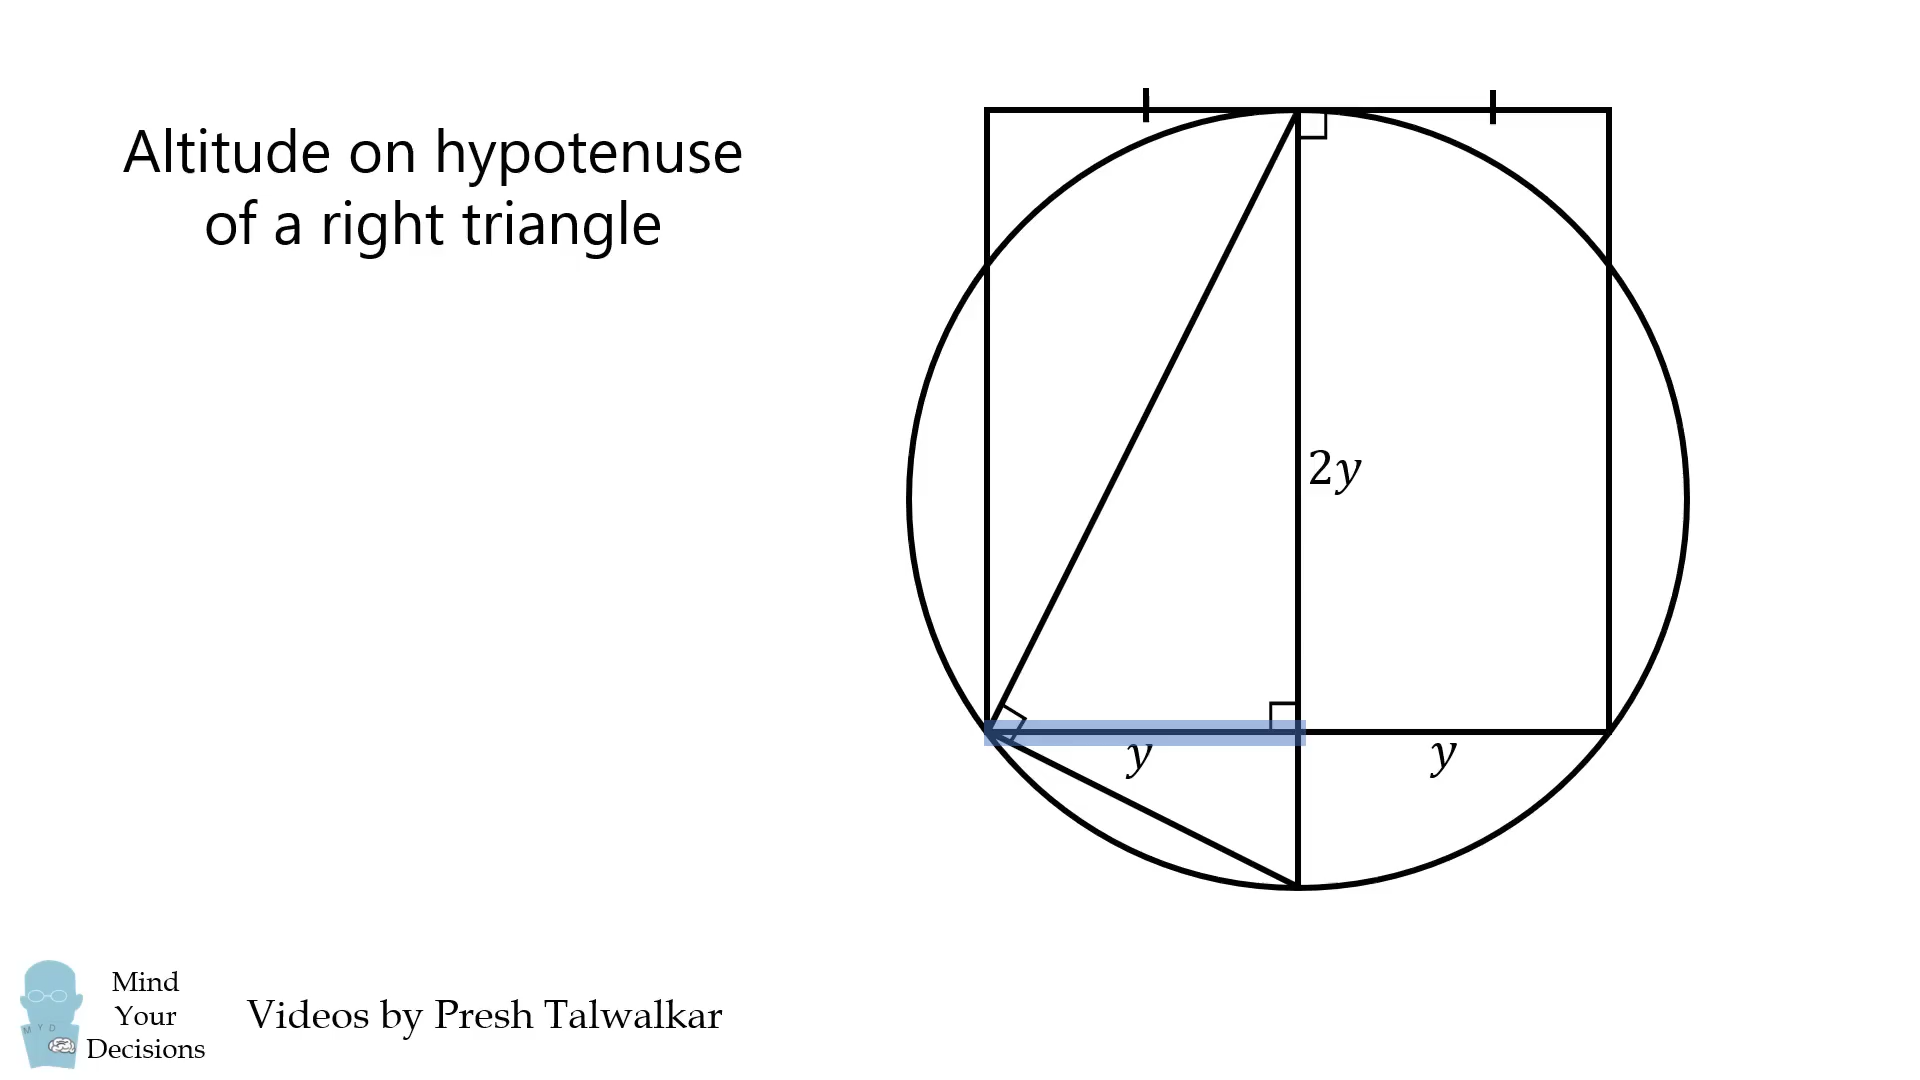 Altitude on hypotenuse
of a right triangle
2y
y
y
M Y D
Mind
Your
Decisions
Videos by Presh Talwalkar